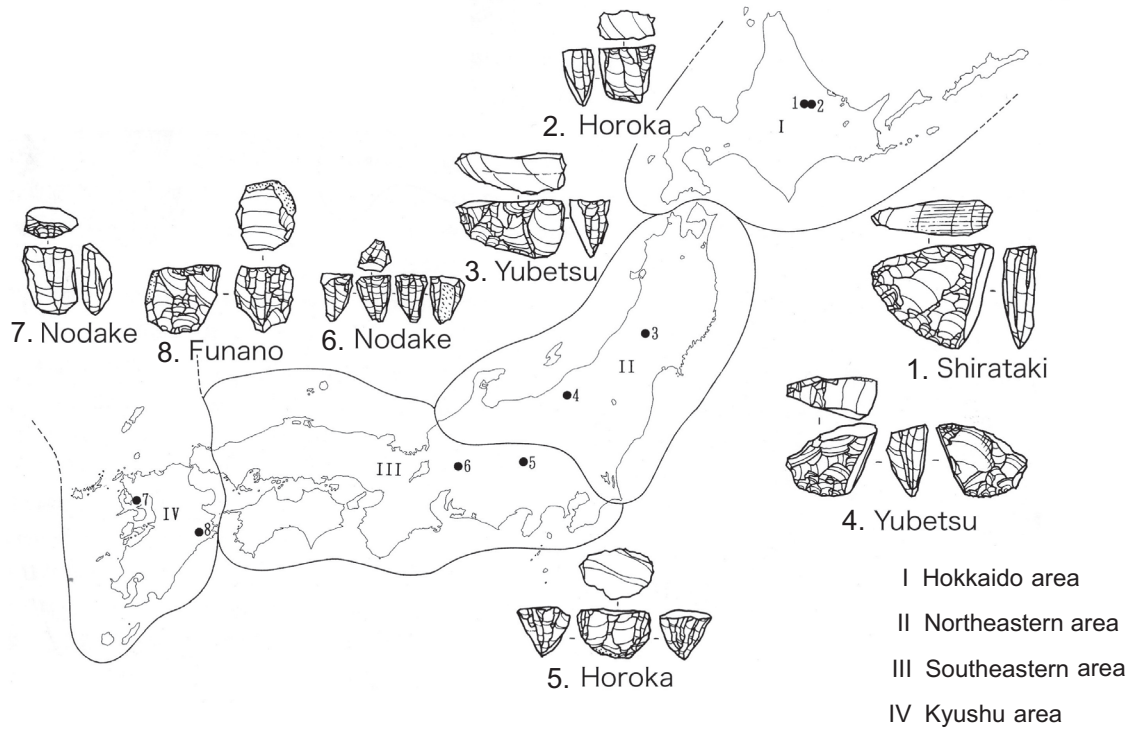 2. Horoka
1 2
I
3. Yubetsu
7. Nodake
8. Funano
6. Nodake
1. Shirataki
3
II
4
4. Yubetsu
III
6
5
7
IV
8
5. Horoka
I Hokkaido area
II Northeastern area
III Southeastern area
IV Kyushu area